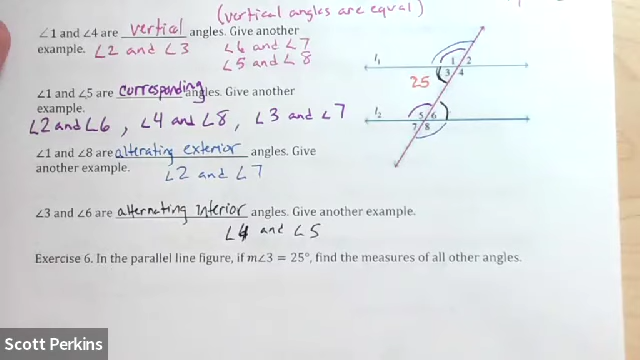 (vertical angles are equal)
∠1 and ∠4 are vertical angles. Give another
example. ∠2 and ∠3 ∠6 and ∠7
∠5 and ∠8
∠1 and ∠5 are corresponding angles. Give another
example.
∠2 and ∠6 , ∠4 and ∠8 , ∠3 and ∠7
∠1 and ∠8 are alterating exterior angles. Give
another example. ∠2 and ∠7
∠3 and ∠6 are alternating interior angles. Give another example.
∠4 and ∠5
Exercise 6. In the parallel line figure, if m∠3 = 25°, find the measures of all other angles.
l₁
1 2
3 4
25
l₂
5 6
7 8
Scott Perkins